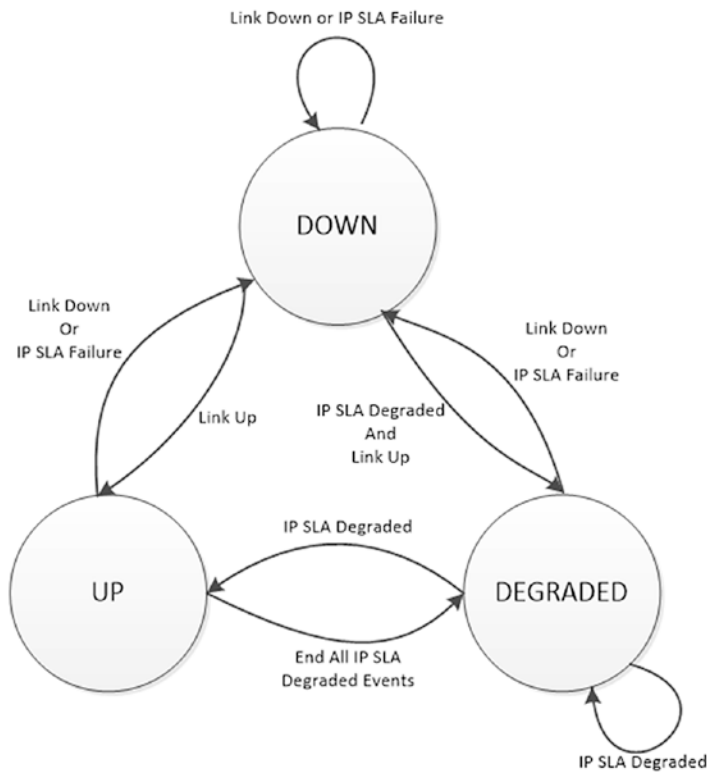 Link Down or IP SLA Failure
DOWN
Link Down
Or
IP SLA Failure
Link Up
IP SLA Degraded
And
Link Up
Link Down
Or
IP SLA Failure
UP
IP SLA Degraded
End All IP SLA
Degraded Events
DEGRADED
IP SLA Degraded